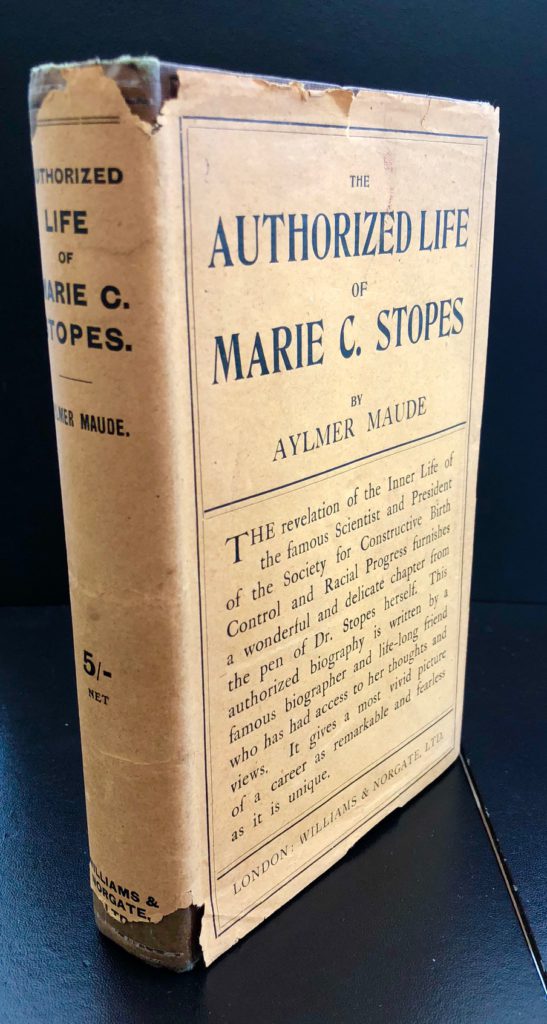 AUTHORIZED
LIFE
OF
MARIE C.
STOPES.
AYLMER MAUDE.
5/-
NET
WILLIAMS &
NORGATE,
LTD
THE
AUTHORIZED LIFE
OF
MARIE C. STOPES
BY
AYLMER MAUDE
THE revelation of the Inner Life of
the famous Scientist and President
of the Society for Constructive Birth
Control and Racial Progress furnishes
a wonderful and delicate chapter from
the pen of Dr. Stopes herself. This
authorized biography is written by a
famous biographer and life-long friend
who has had access to her thoughts and
views. It gives a most vivid picture
of a career as remarkable and fearless
as it is unique.
LONDON: WILLIAMS & NORGATE, LTD.